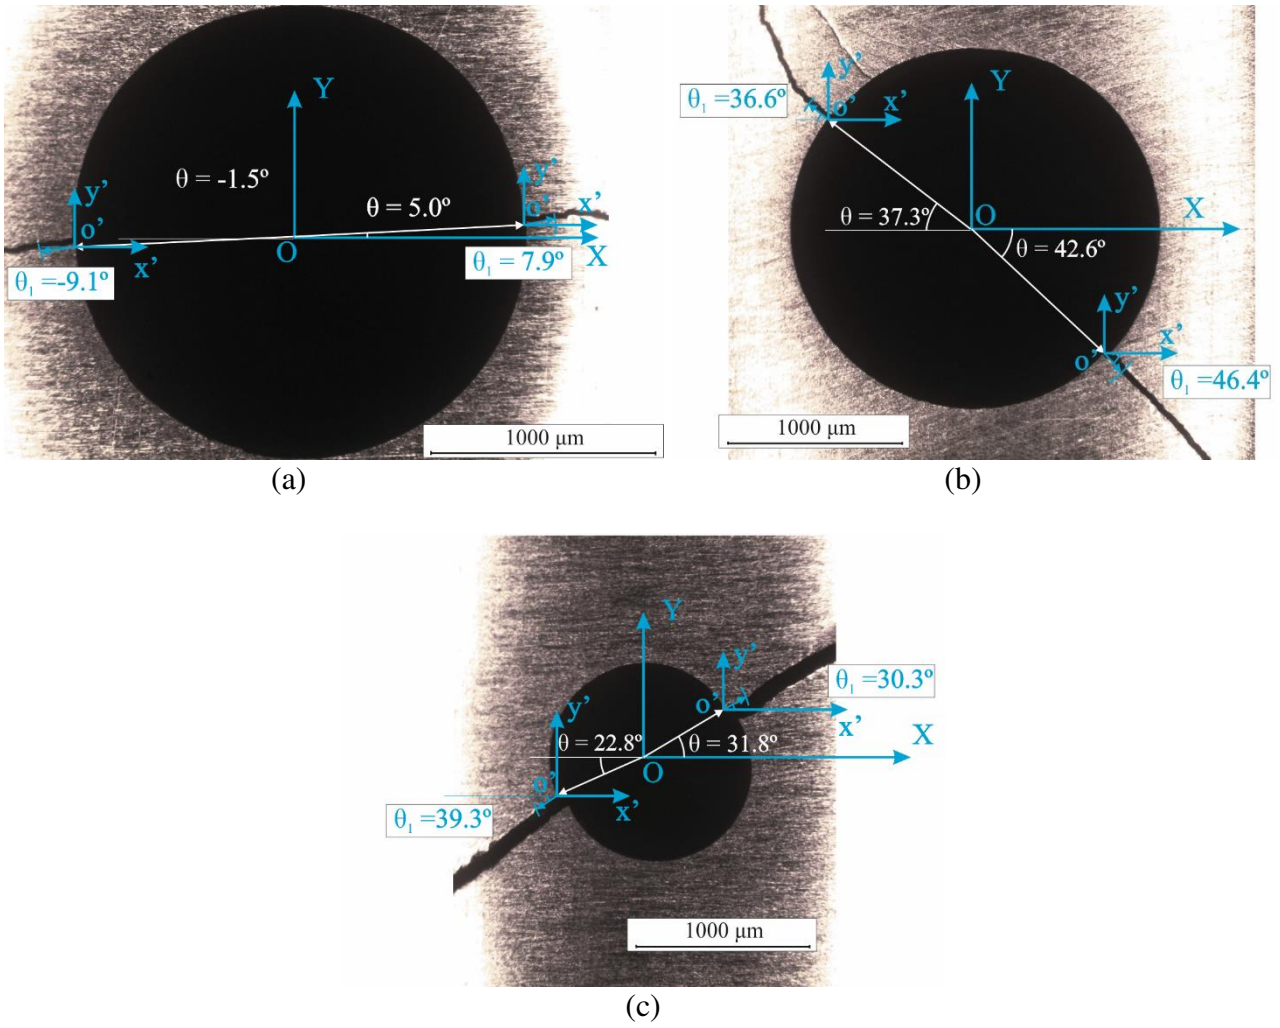 Y
θ = -1.5º
θ = 5.0º
y'
o'
x'
y'
o'
x'
O
X
θ₁ =-9.1º
θ₁ = 7.9º
1000 μm
(a)
y'
o'
x'
θ₁ =36.6º
Y
X
O
θ = 37.3º
θ = 42.6º
y'
x'
o'
θ₁ =46.4º
1000 μm
(b)
Y
y'
o'
x'
θ₁ =30.3º
X
y'
θ = 22.8º
θ = 31.8º
O
o'
x'
θ₁ =39.3º
1000 μm
(c)